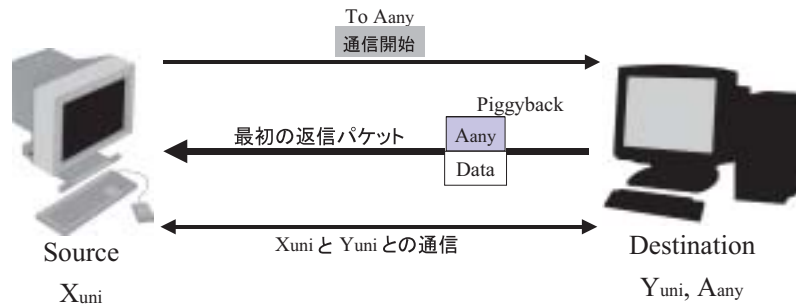 To Aany
通信開始
Piggyback
最初の返信パケット
Aany
Data
Xuni と Yuni との通信
Source
Xuni
Destination
Yuni, Aany